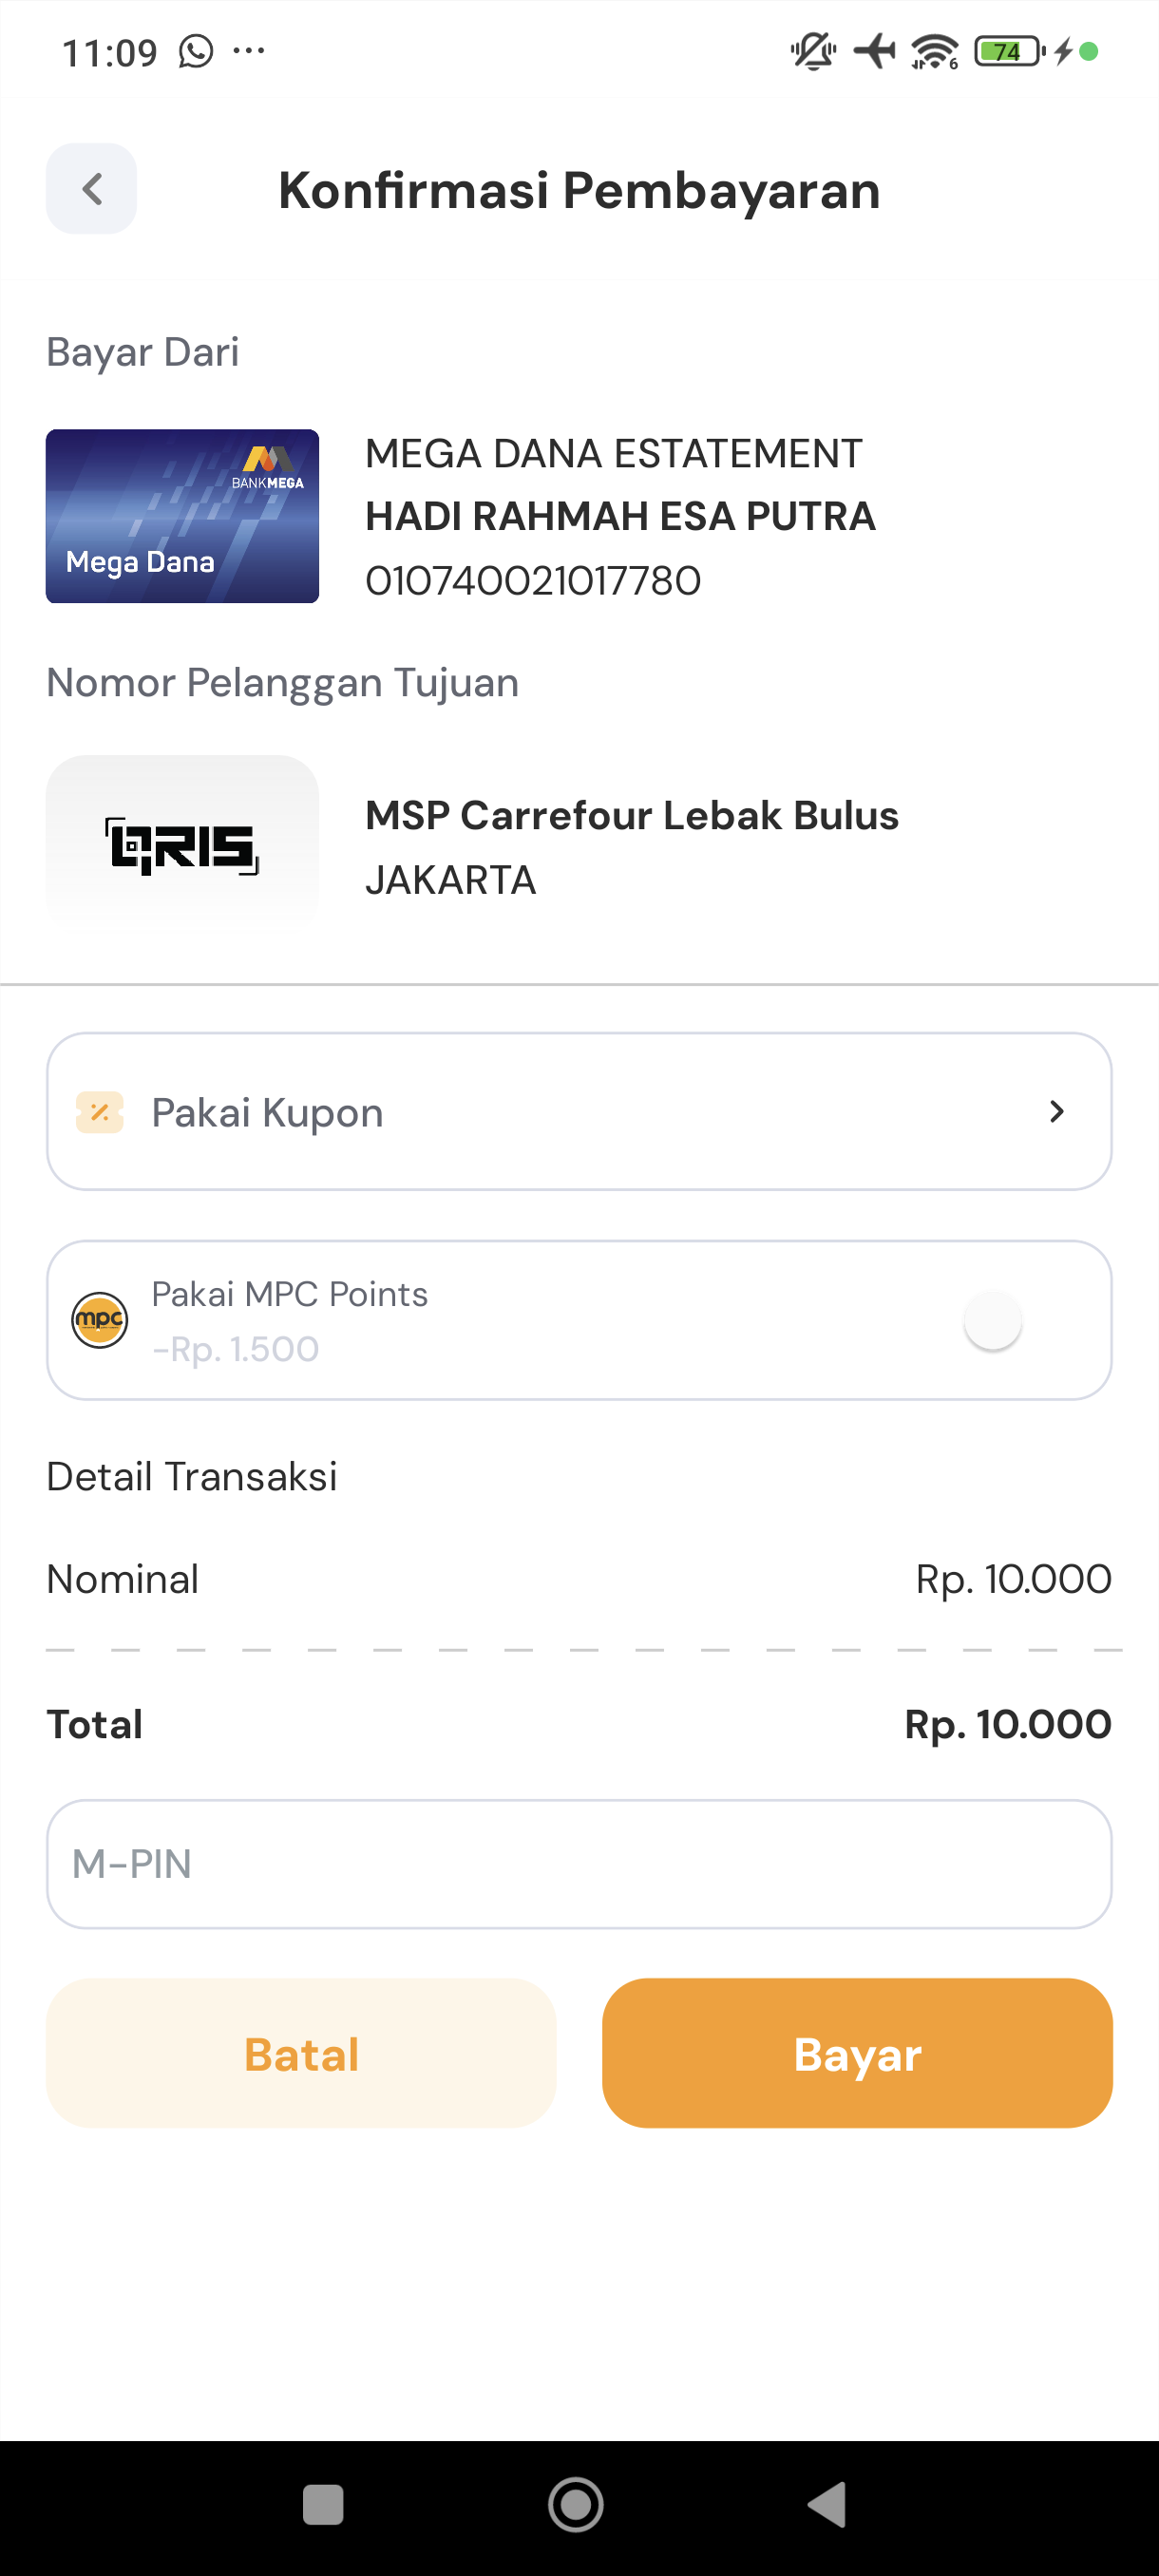 11:09
6
74
Konfirmasi Pembayaran
Bayar Dari
BANKMEGA
Mega Dana
MEGA DANA ESTATEMENT
HADI RAHMAH ESA PUTRA
010740021017780
Nomor Pelanggan Tujuan
QRIS
MSP Carrefour Lebak Bulus
JAKARTA
Pakai Kupon
mpc
Pakai MPC Points
-Rp. 1.500
Detail Transaksi
Nominal Rp. 10.000
Total Rp. 10.000
M-PIN
Batal Bayar